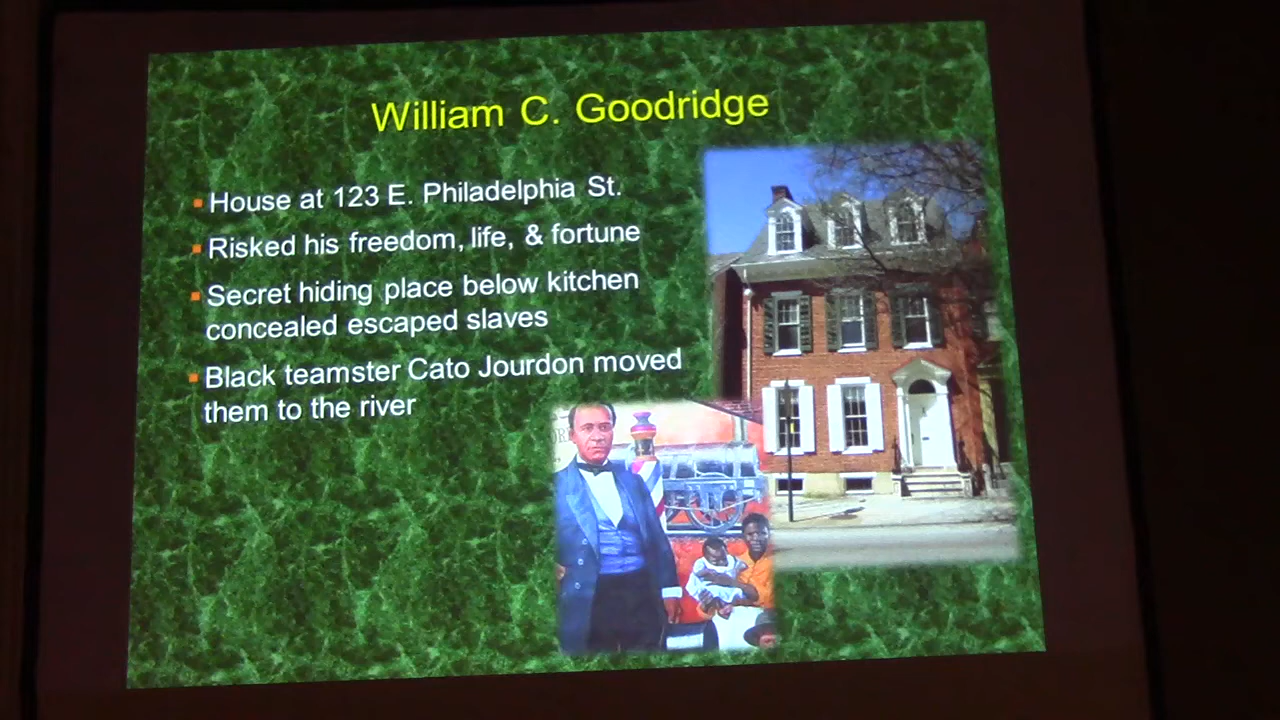 William C. Goodridge
House at 123 E. Philadelphia St.
Risked his freedom, life, & fortune
Secret hiding place below kitchen
concealed escaped slaves
Black teamster Cato Jourdon moved
them to the river